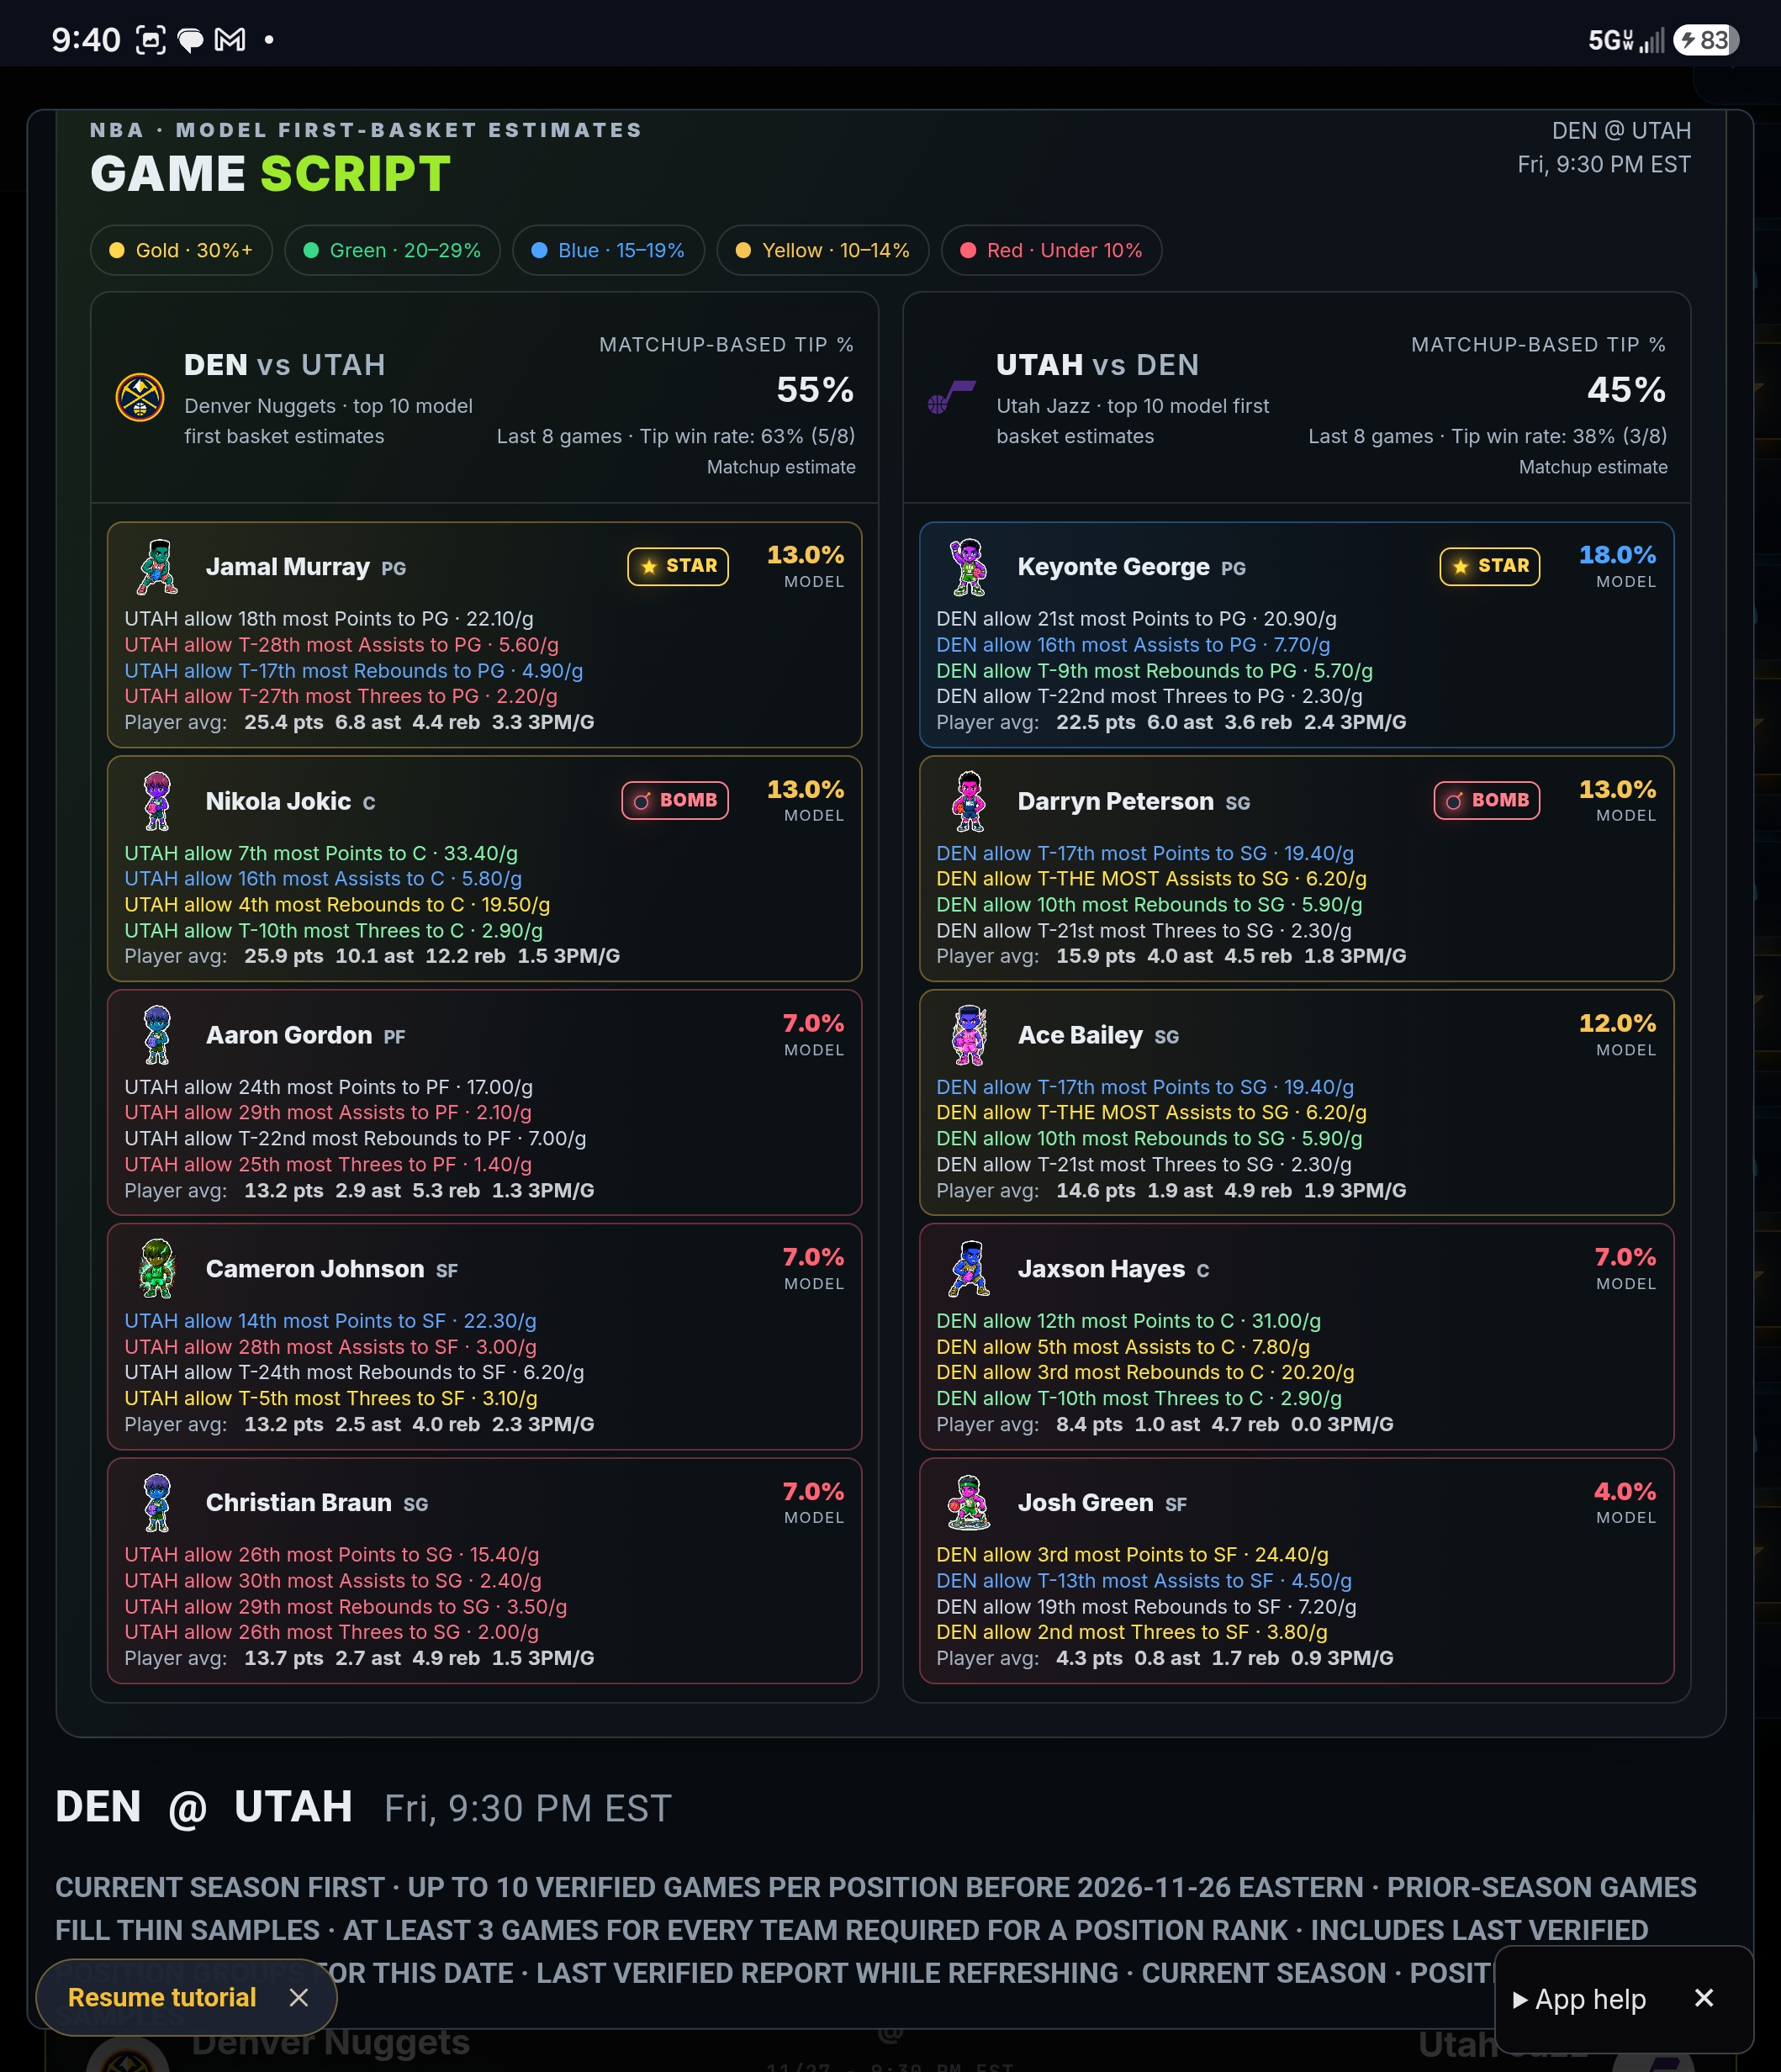 9:40
5G UW
83
NBA · MODEL FIRST-BASKET ESTIMATES
GAME SCRIPT
DEN @ UTAH
Fri, 9:30 PM EST
Gold · 30%+
Green · 20–29%
Blue · 15–19%
Yellow · 10–14%
Red · Under 10%
DEN vs UTAH
Denver Nuggets · top 10 model
first basket estimates
MATCHUP-BASED TIP %
55%
Last 8 games · Tip win rate: 63% (5/8)
Matchup estimate
Jamal Murray PG
STAR
13.0%
MODEL
UTAH allow 18th most Points to PG · 22.10/g
UTAH allow T-28th most Assists to PG · 5.60/g
UTAH allow T-17th most Rebounds to PG · 4.90/g
UTAH allow T-27th most Threes to PG · 2.20/g
Player avg: 25.4 pts 6.8 ast 4.4 reb 3.3 3PM/G
Nikola Jokic C
BOMB
13.0%
MODEL
UTAH allow 7th most Points to C · 33.40/g
UTAH allow 16th most Assists to C · 5.80/g
UTAH allow 4th most Rebounds to C · 19.50/g
UTAH allow T-10th most Threes to C · 2.90/g
Player avg: 25.9 pts 10.1 ast 12.2 reb 1.5 3PM/G
Aaron Gordon PF
7.0%
MODEL
UTAH allow 24th most Points to PF · 17.00/g
UTAH allow 29th most Assists to PF · 2.10/g
UTAH allow T-22nd most Rebounds to PF · 7.00/g
UTAH allow 25th most Threes to PF · 1.40/g
Player avg: 13.2 pts 2.9 ast 5.3 reb 1.3 3PM/G
Cameron Johnson SF
7.0%
MODEL
UTAH allow 14th most Points to SF · 22.30/g
UTAH allow 28th most Assists to SF · 3.00/g
UTAH allow T-24th most Rebounds to SF · 6.20/g
UTAH allow T-5th most Threes to SF · 3.10/g
Player avg: 13.2 pts 2.5 ast 4.0 reb 2.3 3PM/G
Christian Braun SG
7.0%
MODEL
UTAH allow 26th most Points to SG · 15.40/g
UTAH allow 30th most Assists to SG · 2.40/g
UTAH allow 29th most Rebounds to SG · 3.50/g
UTAH allow 26th most Threes to SG · 2.00/g
Player avg: 13.7 pts 2.7 ast 4.9 reb 1.5 3PM/G
UTAH vs DEN
Utah Jazz · top 10 model first
basket estimates
MATCHUP-BASED TIP %
45%
Last 8 games · Tip win rate: 38% (3/8)
Matchup estimate
Keyonte George PG
STAR
18.0%
MODEL
DEN allow 21st most Points to PG · 20.90/g
DEN allow 16th most Assists to PG · 7.70/g
DEN allow T-9th most Rebounds to PG · 5.70/g
DEN allow T-22nd most Threes to PG · 2.30/g
Player avg: 22.5 pts 6.0 ast 3.6 reb 2.4 3PM/G
Darryn Peterson SG
BOMB
13.0%
MODEL
DEN allow T-17th most Points to SG · 19.40/g
DEN allow T-THE MOST Assists to SG · 6.20/g
DEN allow 10th most Rebounds to SG · 5.90/g
DEN allow T-21st most Threes to SG · 2.30/g
Player avg: 15.9 pts 4.0 ast 4.5 reb 1.8 3PM/G
Ace Bailey SG
12.0%
MODEL
DEN allow T-17th most Points to SG · 19.40/g
DEN allow T-THE MOST Assists to SG · 6.20/g
DEN allow 10th most Rebounds to SG · 5.90/g
DEN allow T-21st most Threes to SG · 2.30/g
Player avg: 14.6 pts 1.9 ast 4.9 reb 1.9 3PM/G
Jaxson Hayes C
7.0%
MODEL
DEN allow 12th most Points to C · 31.00/g
DEN allow 5th most Assists to C · 7.80/g
DEN allow 3rd most Rebounds to C · 20.20/g
DEN allow T-10th most Threes to C · 2.90/g
Player avg: 8.4 pts 1.0 ast 4.7 reb 0.0 3PM/G
Josh Green SF
4.0%
MODEL
DEN allow 3rd most Points to SF · 24.40/g
DEN allow T-13th most Assists to SF · 4.50/g
DEN allow 19th most Rebounds to SF · 7.20/g
DEN allow 2nd most Threes to SF · 3.80/g
Player avg: 4.3 pts 0.8 ast 1.7 reb 0.9 3PM/G
DEN @ UTAH Fri, 9:30 PM EST
CURRENT SEASON FIRST · UP TO 10 VERIFIED GAMES PER POSITION BEFORE 2026-11-26 EASTERN · PRIOR-SEASON GAMES
FILL THIN SAMPLES · AT LEAST 3 GAMES FOR EVERY TEAM REQUIRED FOR A POSITION RANK · INCLUDES LAST VERIFIED
POSITION GROUPS FOR THIS DATE · LAST VERIFIED REPORT WHILE REFRESHING · CURRENT SEASON ·
SAMPLES
Resume tutorial
App help
Denver Nuggets
@
Utah Jazz
11/27 · 9:30 PM EST